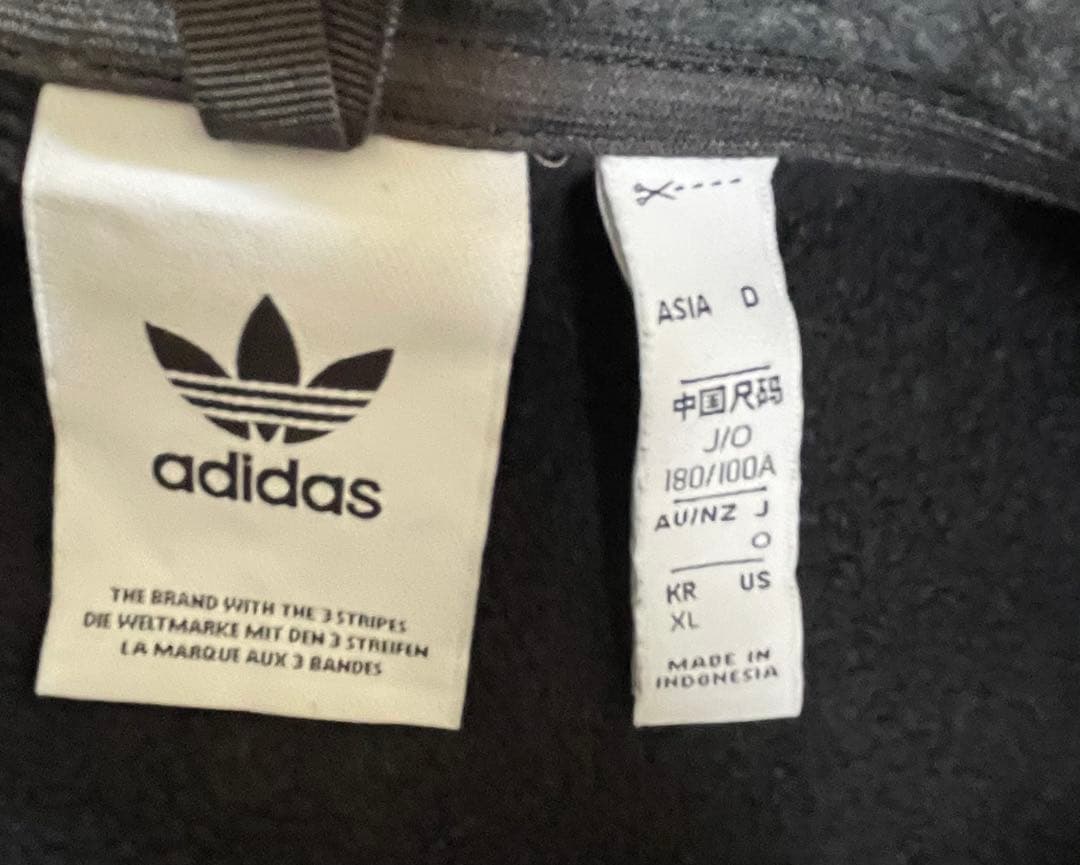 adidas
THE BRAND WITH THE 3 STRIPES
DIE WELTMARKE MIT DEN 3 STREIFEN
LA MARQUE AUX 3 BANDES
ASIA D
中国尺码
J/O
180/100A
AU/NZ J
O
KR US
XL
MADE IN
INDONESIA